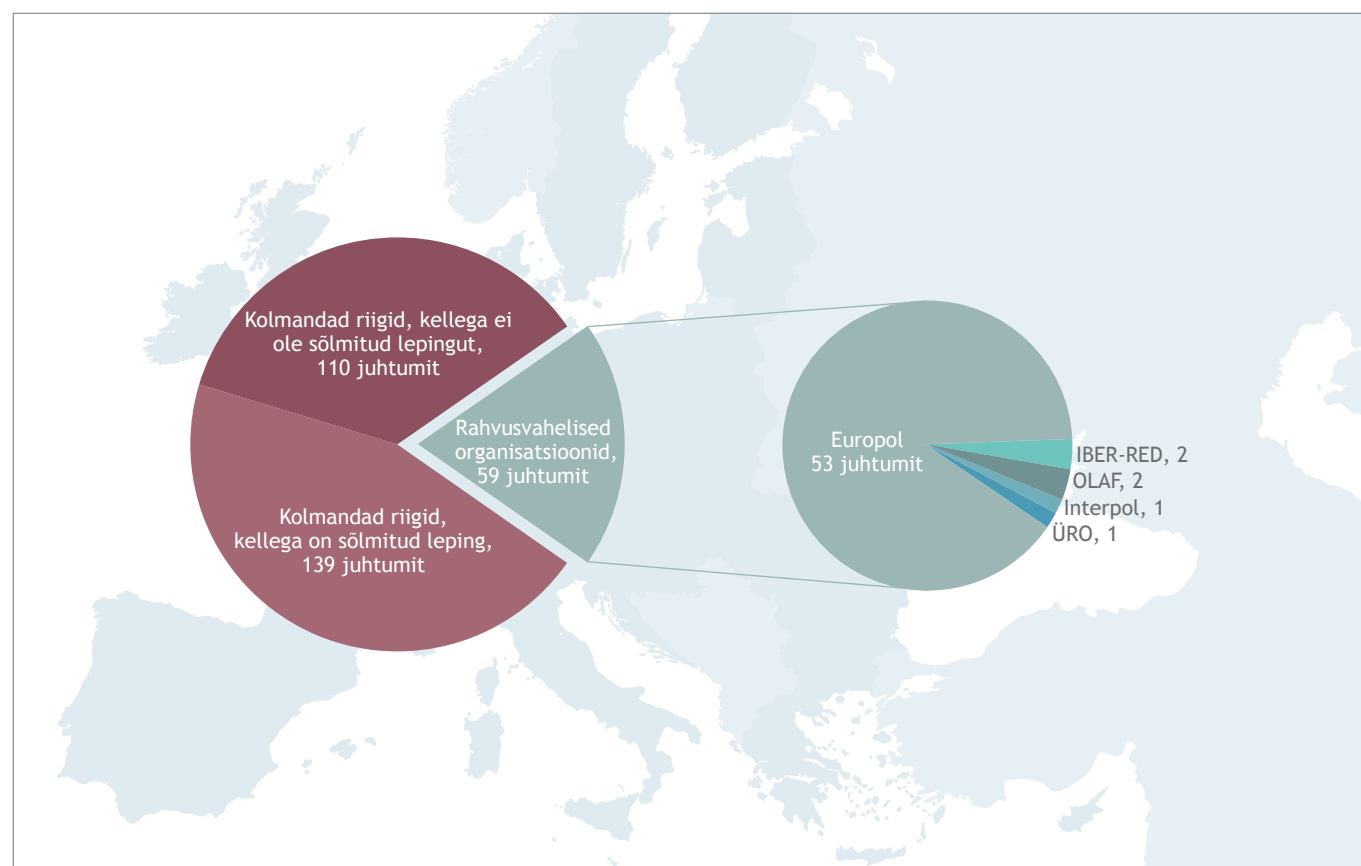 Kolmandad riigid, kellega ei
ole sõlmitud lepingut,
110 juhtumit
Rahvusvahelised
organisatsioonid,
59 juhtumit
Kolmandad riigid,
kellega on sõlmitud leping,
139 juhtumit
Europol
53 juhtumit
IBER-RED, 2
OLAF, 2
Interpol, 1
ÜRO, 1